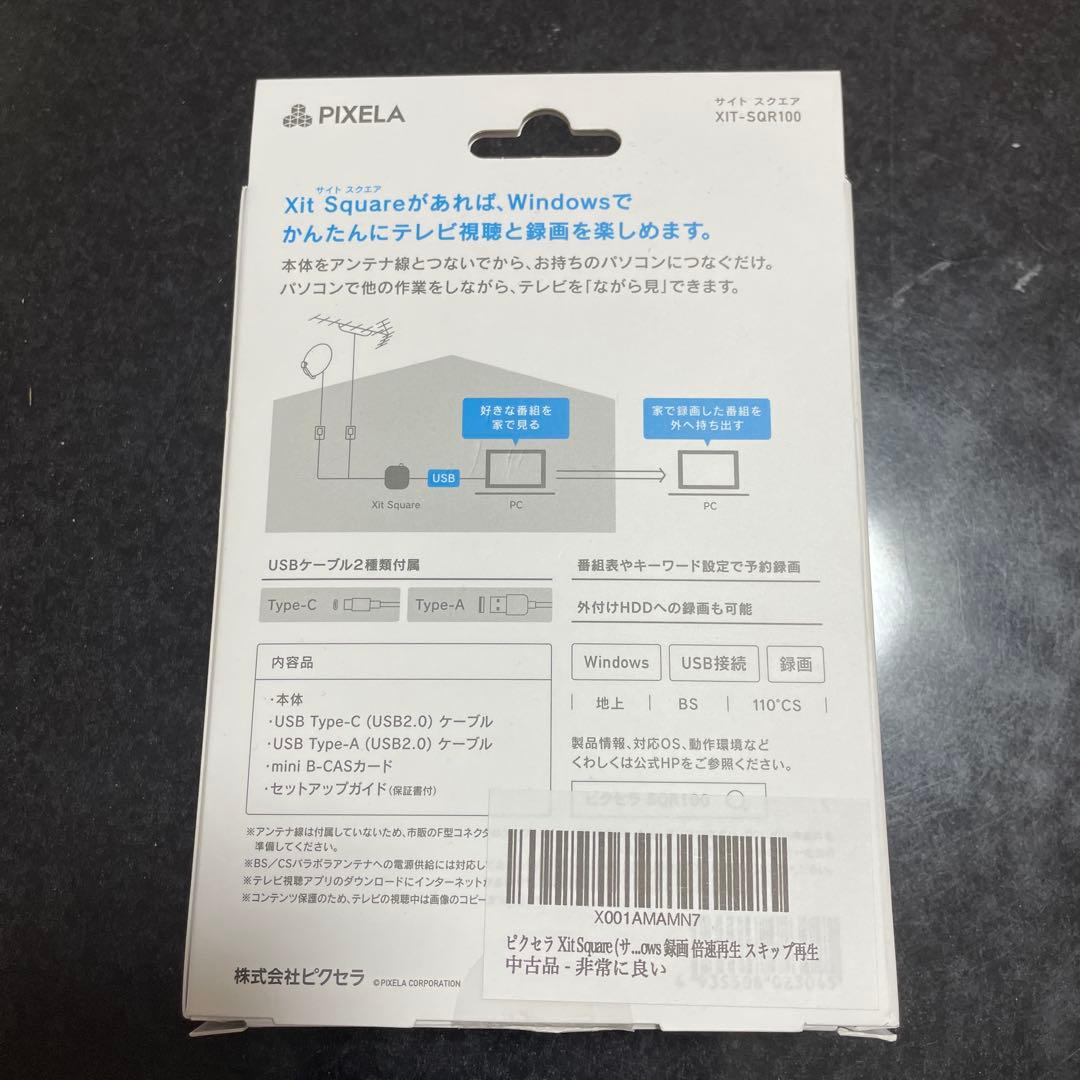 PIXELA
サイト スクエア
XIT-SQR100
サイト スクエア
Xit Squareがあれば、Windowsで
かんたんにテレビ視聴と録画を楽しめます。
本体をアンテナ線とつないでから、お持ちのパソコンにつなぐだけ。
パソコンで他の作業をしながら、テレビを「ながら見」できます。
好きな番組を
家で見る
家で録画した番組を
外へ持ち出す
USB
Xit Square
PC
PC
USBケーブル2種類付属
Type-C
Type-A
番組表やキーワード設定で予約録画
外付けHDDへの録画も可能
内容品
・本体
・USB Type-C (USB2.0) ケーブル
・USB Type-A (USB2.0) ケーブル
・mini B-CASカード
・セットアップガイド(保証書付)
Windows
USB接続
録画
地上
BS
110°CS
製品情報、対応OS、動作環境など
くわしくは公式HPをご参照ください。
ピクセラ SQR100
※アンテナ線は付属していないため、市販のF型コネクタ
準備してください。
※BS/CSパラボラアンテナへの電源供給には対応し
※テレビ視聴アプリのダウンロードにインターネットが
※コンテンツ保護のため、テレビの視聴中は画像のコピー
X001AMAMN7
ピクセラ Xit Square (サ...ows 録画 倍速再生 スキップ再生
中古品 - 非常に良い
株式会社ピクセラ ©PIXELA CORPORATION